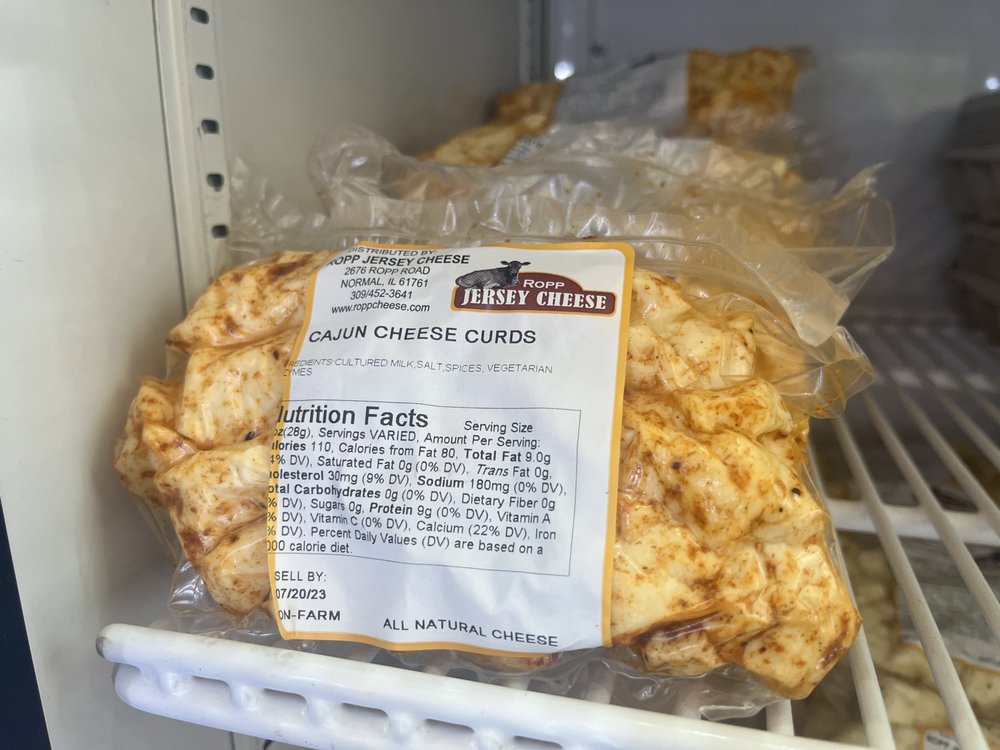 DISTRIBUTED BY
ROPP JERSEY CHEESE
2676 ROPP ROAD
NORMAL, IL 61761
309/452-3641
www.roppcheese.com
ROPP
JERSEY CHEESE
CAJUN CHEESE CURDS
REDIENTS: CULTURED MILK,SALT,SPICES, VEGETARIAN
ZYMES
utrition Facts Serving Size
oz(28g), Servings VARIED, Amount Per Serving:
alories 110, Calories from Fat 80, Total Fat 9.0g
4% DV), Saturated Fat 0g (0% DV), Trans Fat 0g,
holesterol 30mg (9% DV), Sodium 180mg (0% DV),
otal Carbohydrates 0g (0% DV), Dietary Fiber 0g
% DV), Sugars 0g, Protein 9g (0% DV), Vitamin A
% DV), Vitamin C (0% DV), Calcium (22% DV), Iron
% DV). Percent Daily Values (DV) are based on a
000 calorie diet.
SELL BY:
07/20/23
ON-FARM
ALL NATURAL CHEESE